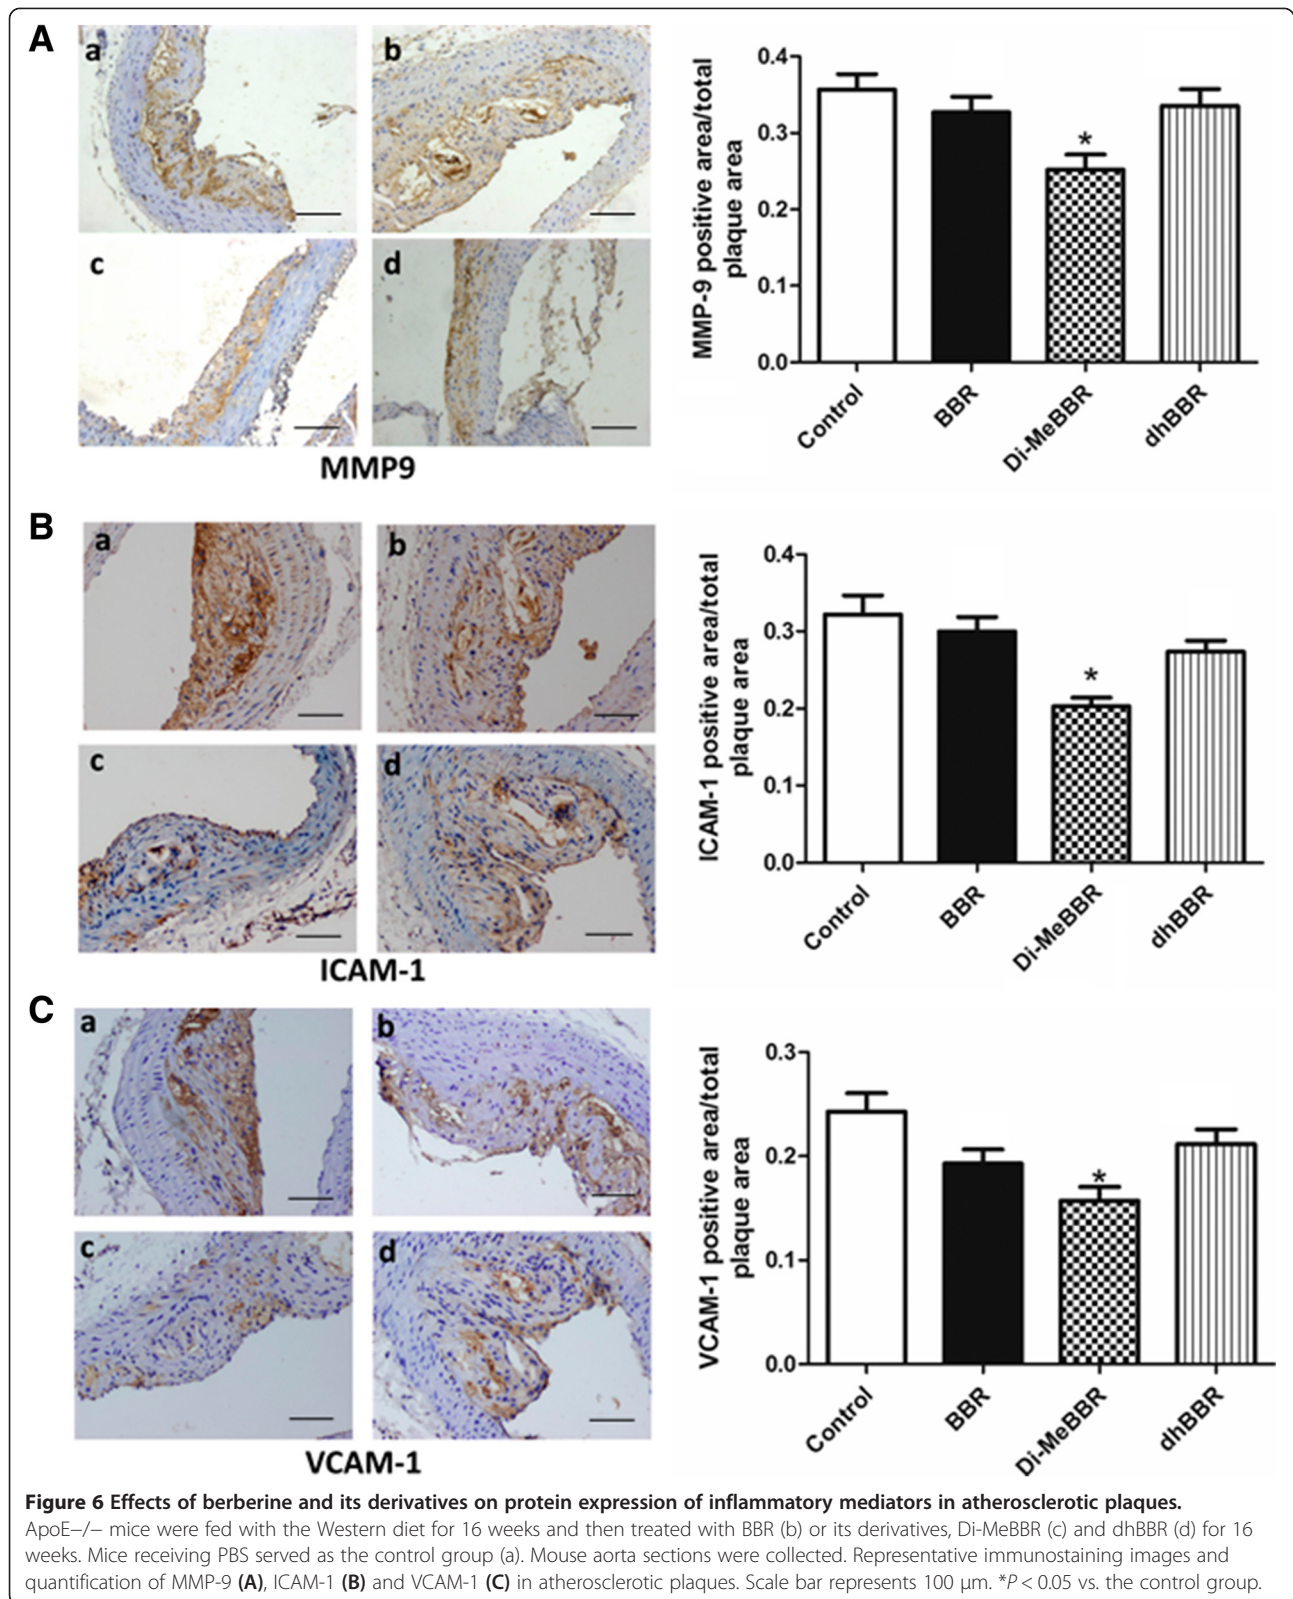 A
a
b
c
d
MMP9
MMP-9 positive area/total
plaque area
0.4
0.3
0.2
0.1
0.0
*
Control
BBR
Di-MeBBR
dhBBR
B
a
b
c
d
ICAM-1
ICAM-1 positive area/total
plaque area
0.4
0.3
0.2
0.1
0.0
*
Control
BBR
Di-MeBBR
dhBBR
C
a
b
c
d
VCAM-1
VCAM-1 positive area/total
plaque area
0.3
0.2
0.1
0.0
*
Control
BBR
Di-MeBBR
dhBBR
Figure 6 Effects of berberine and its derivatives on protein expression of inflammatory mediators in atherosclerotic plaques.
ApoE−/− mice were fed with the Western diet for 16 weeks and then treated with BBR (b) or its derivatives, Di-MeBBR (c) and dhBBR (d) for 16
weeks. Mice receiving PBS served as the control group (a). Mouse aorta sections were collected. Representative immunostaining images and
quantification of MMP-9 (A), ICAM-1 (B) and VCAM-1 (C) in atherosclerotic plaques. Scale bar represents 100 μm. *P < 0.05 vs. the control group.